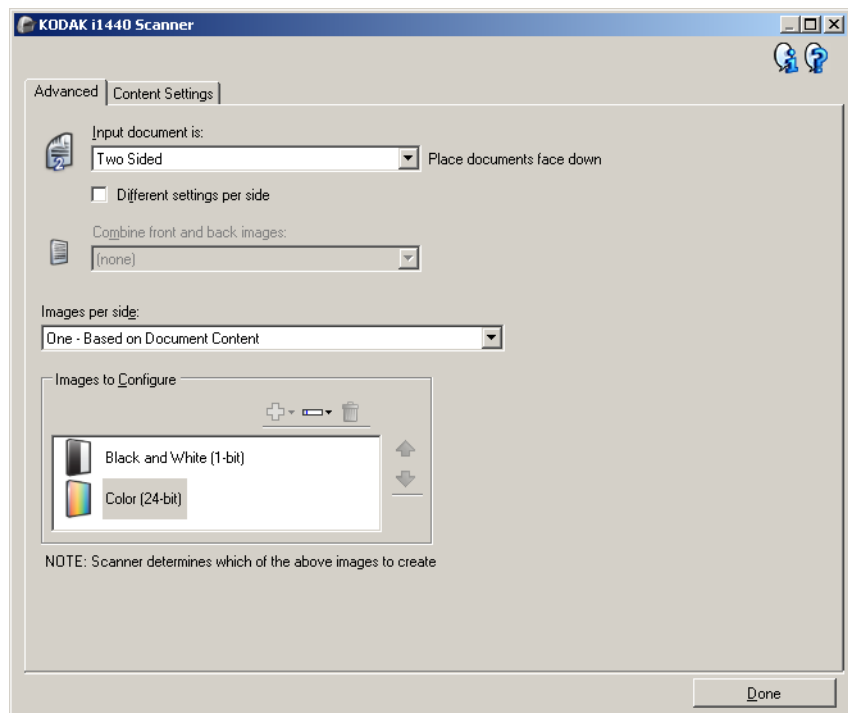 KODAK i1440 Scanner
Advanced
Content Settings
Input document is:
Two Sided
Place documents face down
Different settings per side
Combine front and back images:
(none)
Images per side:
One - Based on Document Content
Images to Configure
Black and White (1-bit)
Color (24-bit)
NOTE: Scanner determines which of the above images to create
Done